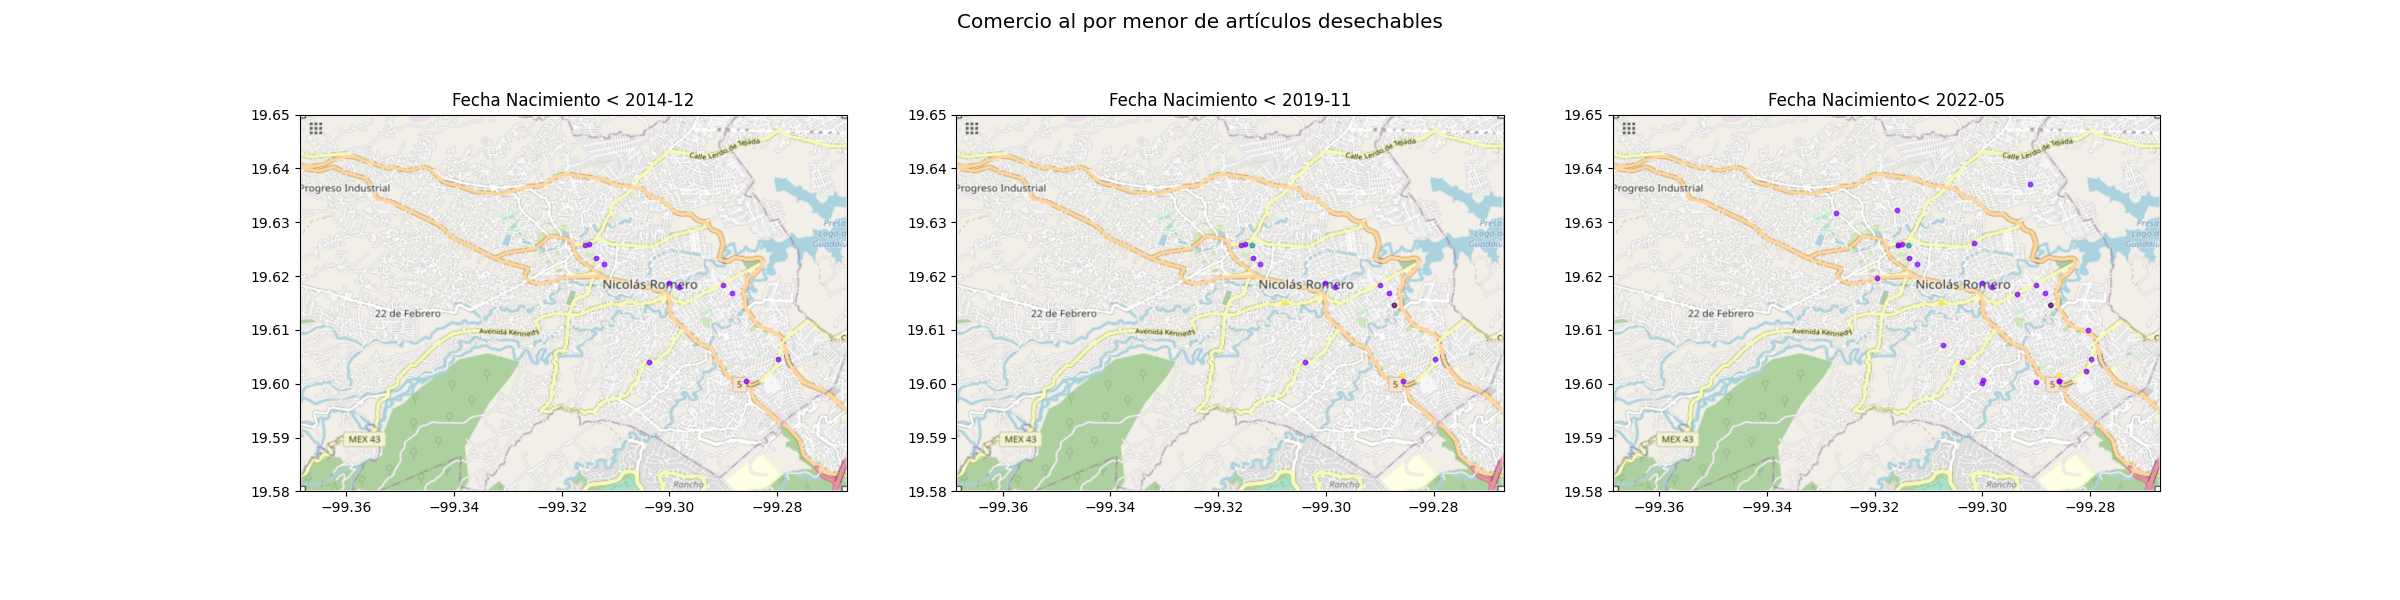 Comercio al por menor de artículos desechables
Fecha Nacimiento < 2014-12
19.65
19.64
19.63
19.62
19.61
19.60
19.59
19.58
Calle Lerdo de Tejada
Progreso Industrial
Presa
Lago d
Guadalu
Nicolás Romero
22 de Febrero
Avenida Kennedy
5
MEX 43
Rancho
−99.36 −99.34 −99.32 −99.30 −99.28
Fecha Nacimiento < 2019-11
19.65
19.64
19.63
19.62
19.61
19.60
19.59
19.58
Calle Lerdo de Tejada
Progreso Industrial
Presa
Lago d
Guadalu
Nicolás Romero
22 de Febrero
Avenida Kennedy
5
MEX 43
Rancho
−99.36 −99.34 −99.32 −99.30 −99.28
Fecha Nacimiento< 2022-05
19.65
19.64
19.63
19.62
19.61
19.60
19.59
19.58
Calle Lerdo de Tejada
Progreso Industrial
Presa
Lago d
Guadalu
Nicolás Romero
22 de Febrero
Avenida Kennedy
5
MEX 43
Rancho
−99.36 −99.34 −99.32 −99.30 −99.28